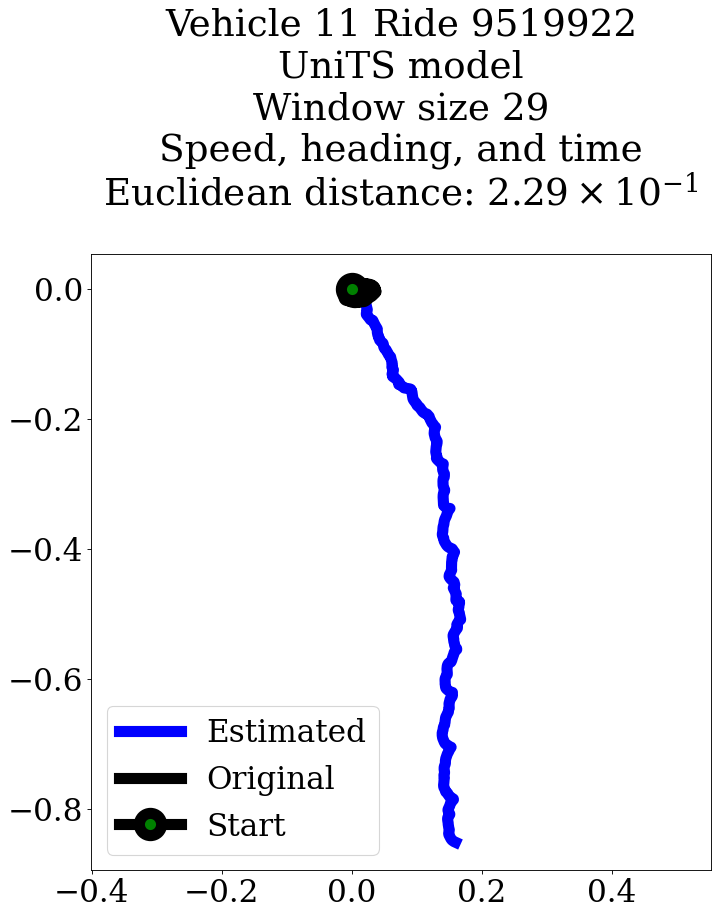 Vehicle 11 Ride 9519922
UniTS model
Window size 29
Speed, heading, and time
Euclidean distance: 2.29 × 10⁻¹
0.0
−0.2
−0.4
−0.6
−0.8
Estimated
Original
Start
−0.4 −0.2 0.0 0.2 0.4